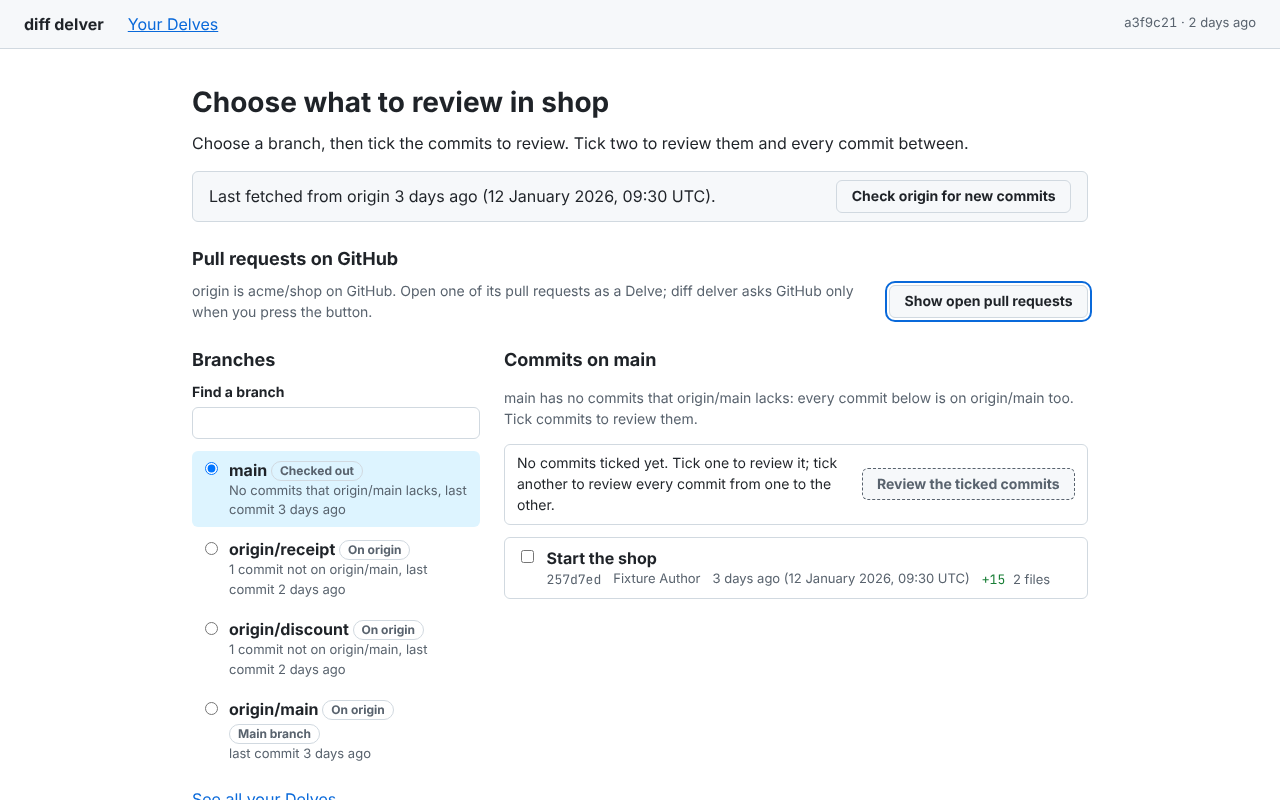 diff delver
Your Delves
a3f9c21 · 2 days ago
Choose what to review in shop
Choose a branch, then tick the commits to review. Tick two to review them and every commit between.
Last fetched from origin 3 days ago (12 January 2026, 09:30 UTC).
Check origin for new commits
Pull requests on GitHub
origin is acme/shop on GitHub. Open one of its pull requests as a Delve; diff delver asks GitHub only
when you press the button.
Show open pull requests
Branches
Find a branch
main Checked out
No commits that origin/main lacks, last
commit 3 days ago
origin/receipt On origin
1 commit not on origin/main, last
commit 2 days ago
origin/discount On origin
1 commit not on origin/main, last
commit 2 days ago
origin/main On origin
Main branch
last commit 3 days ago
See all your Delves
Commits on main
main has no commits that origin/main lacks: every commit below is on origin/main too.
Tick commits to review them.
No commits ticked yet. Tick one to review it; tick
another to review every commit from one to the
other.
Review the ticked commits
Start the shop
257d7ed Fixture Author 3 days ago (12 January 2026, 09:30 UTC) +15 2 files